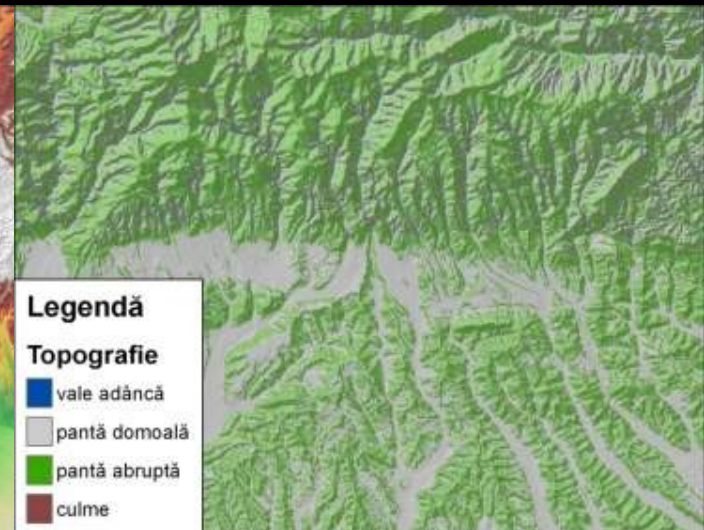 Legendă
Topografie
vale adâncă
pantă domoală
pantă abruptă
culme